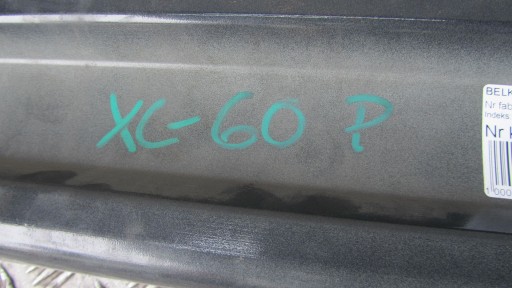 XC-60 P
BELK
Nr fab
Indeks
Nr k